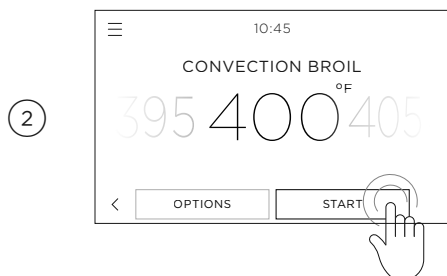 10:45
CONVECTION BROIL
2
395 400°F 405
OPTIONS START